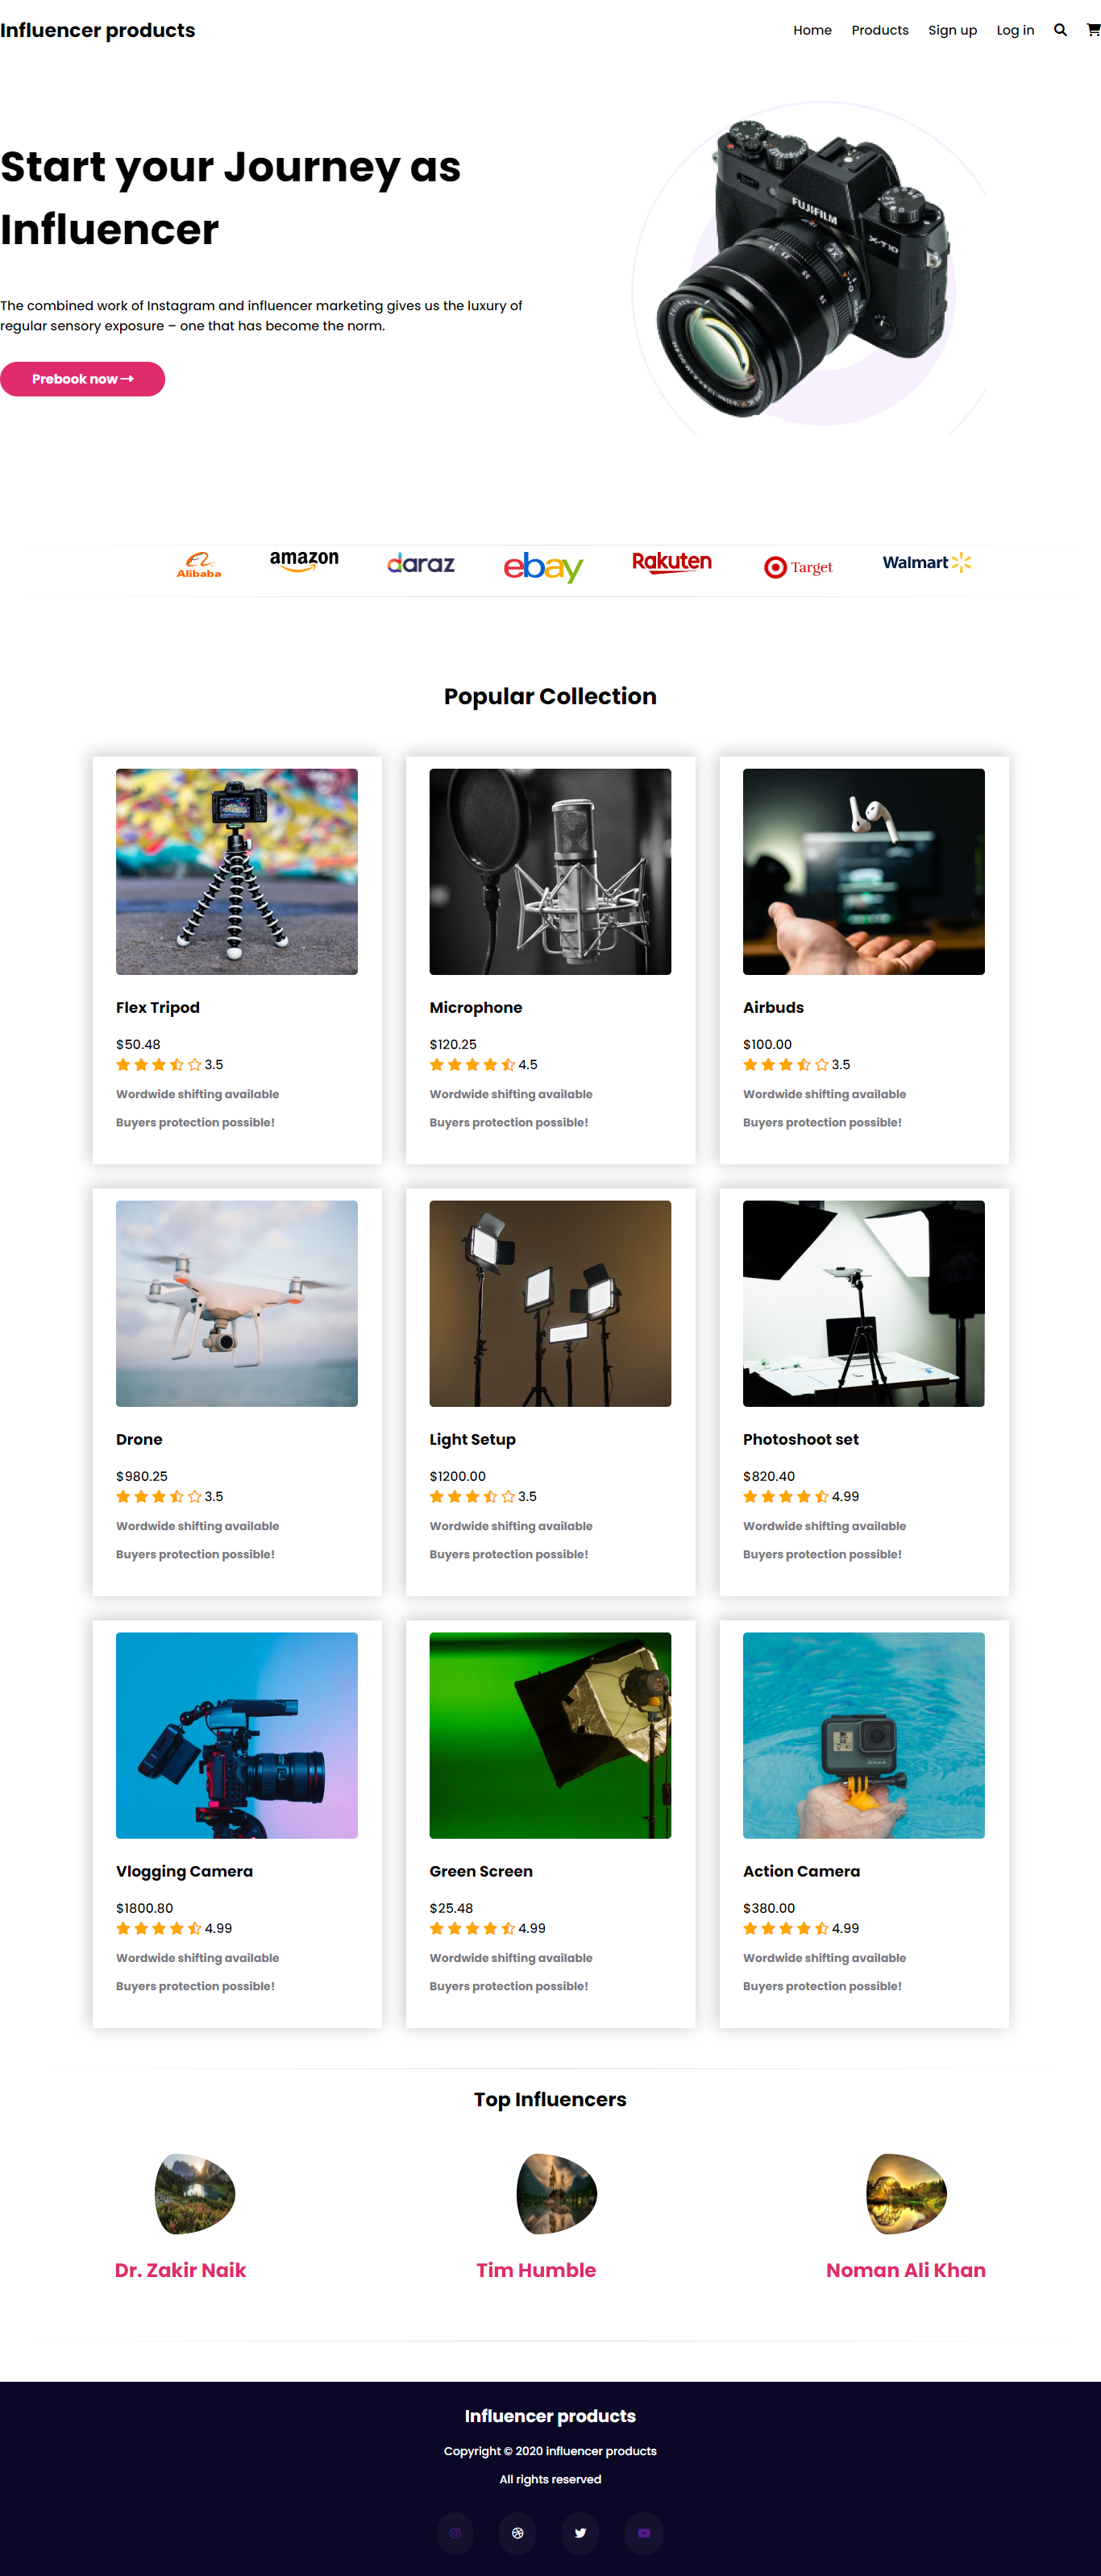 Influencer products
Home Products Sign up Log in
Start your Journey as
Influencer
FUJIFILM
X-T10
The combined work of Instagram and influencer marketing gives us the luxury of
regular sensory exposure – one that has become the norm.
Prebook now
Alibaba amazon daraz ebay Rakuten Target Walmart
Popular Collection
Flex Tripod
$50.48
3.5
Wordwide shifting available
Buyers protection possible!
Microphone
$120.25
4.5
Wordwide shifting available
Buyers protection possible!
Airbuds
$100.00
3.5
Wordwide shifting available
Buyers protection possible!
Drone
$980.25
3.5
Wordwide shifting available
Buyers protection possible!
Light Setup
$1200.00
3.5
Wordwide shifting available
Buyers protection possible!
Photoshoot set
$820.40
4.99
Wordwide shifting available
Buyers protection possible!
Vlogging Camera
$1800.80
4.99
Wordwide shifting available
Buyers protection possible!
Green Screen
$25.48
4.99
Wordwide shifting available
Buyers protection possible!
Action Camera
$380.00
4.99
Wordwide shifting available
Buyers protection possible!
Top Influencers
Dr. Zakir Naik
Tim Humble
Noman Ali Khan
Influencer products
Copyright © 2020 influencer products
All rights reserved